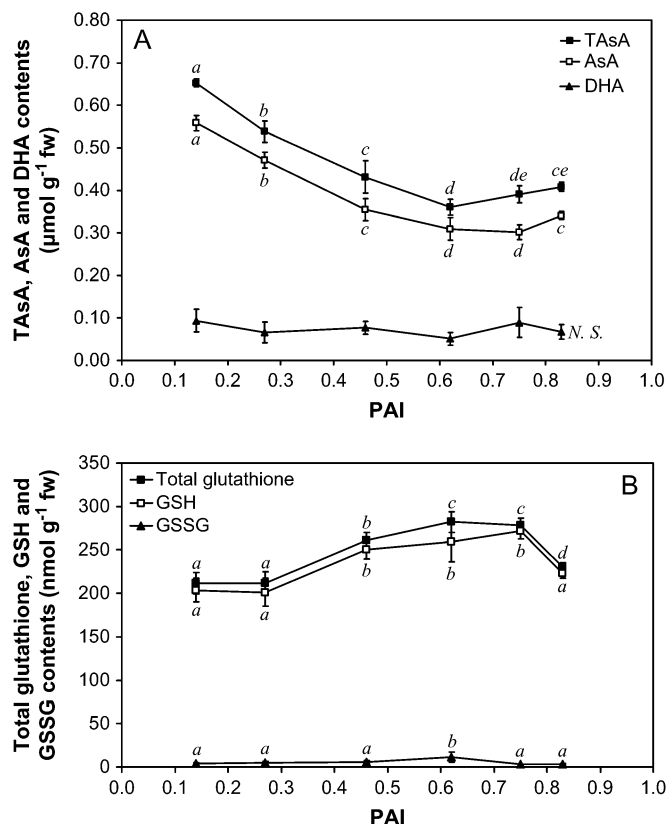 A
TAsA
AsA
DHA
TAsA, AsA and DHA contents
(µmol g⁻¹ fw)
0.80
0.70
0.60
0.50
0.40
0.30
0.20
0.10
0.00
a
b
c
d
de
ce
a
b
c
d
d
c
N. S.
0.0 0.1 0.2 0.3 0.4 0.5 0.6 0.7 0.8 0.9 1.0
PAI
B
Total glutathione
GSH
GSSG
Total glutathione, GSH and
GSSG contents (nmol g⁻¹ fw)
350
300
250
200
150
100
50
0
a a b c c d
a a b b b a
a a a b a a
0.0 0.1 0.2 0.3 0.4 0.5 0.6 0.7 0.8 0.9 1.0
PAI